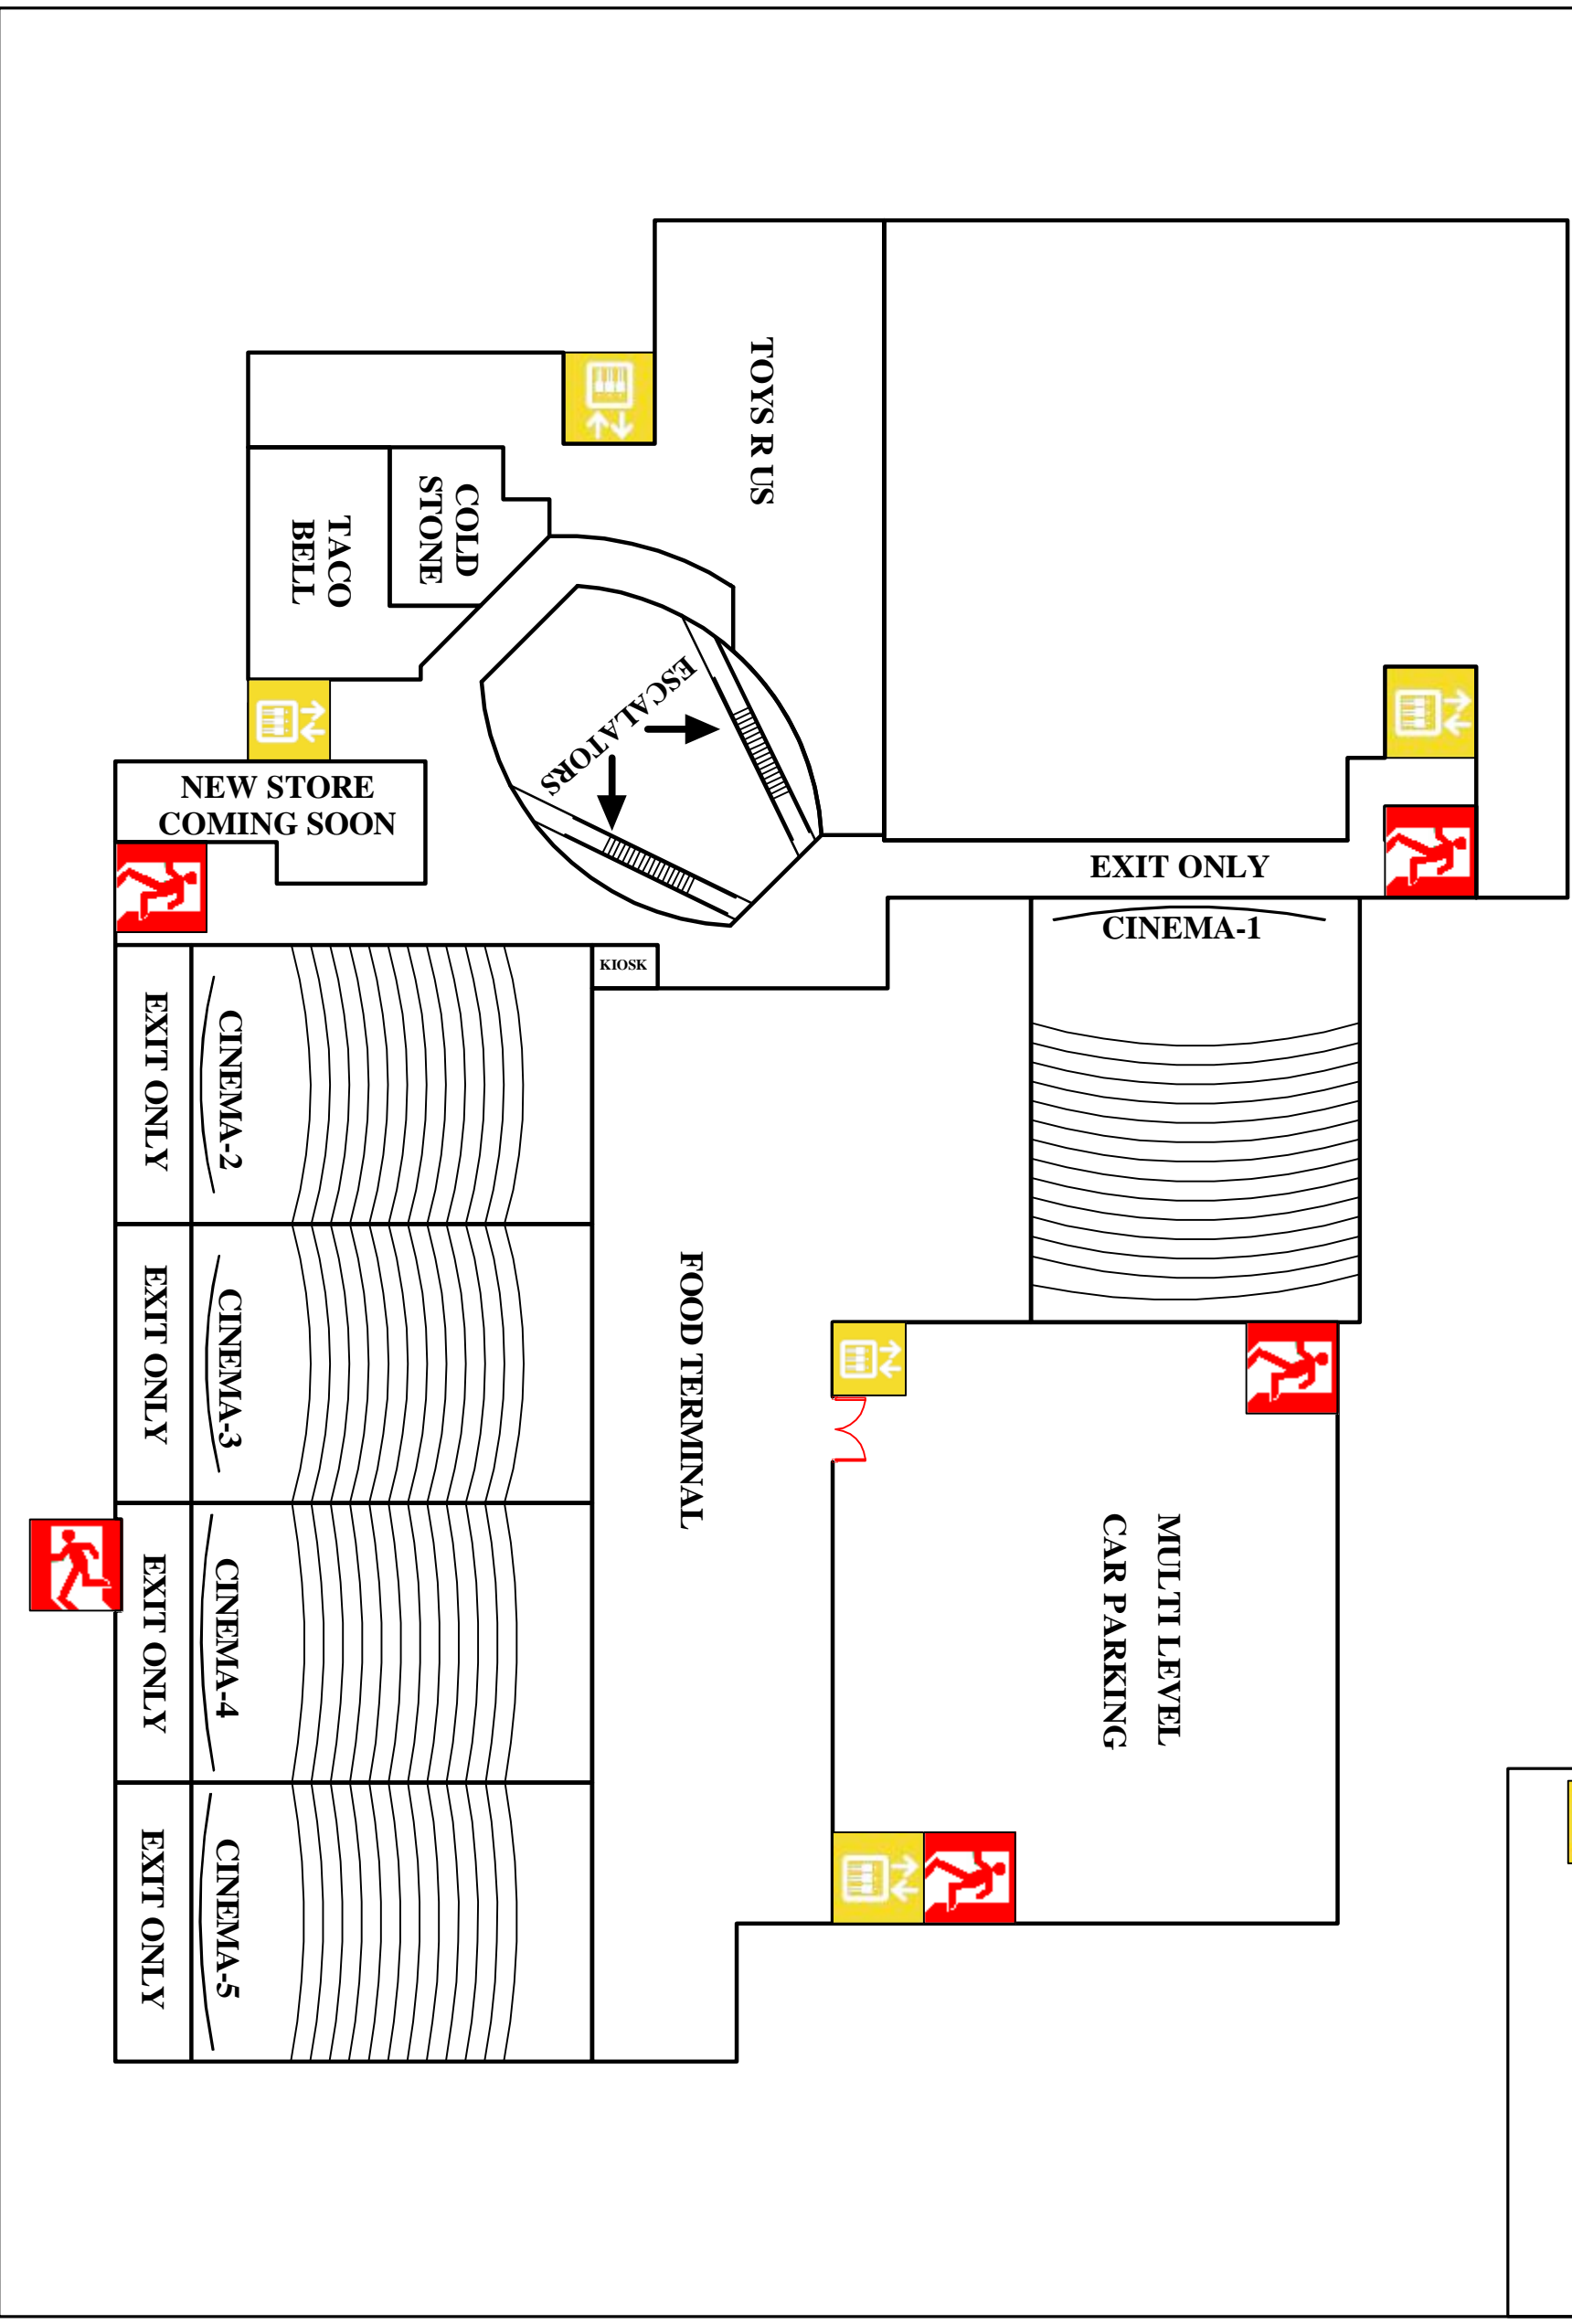 TOYS R US
COLD
STONE
TACO
BELL
ESCALATORS
NEW STORE
COMING SOON
EXIT ONLY
CINEMA-1
KIOSK
CINEMA-2
EXIT ONLY
CINEMA-3
EXIT ONLY
FOOD TERMINAL
MULTI LEVEL
CAR PARKING
CINEMA-4
EXIT ONLY
CINEMA-5
EXIT ONLY